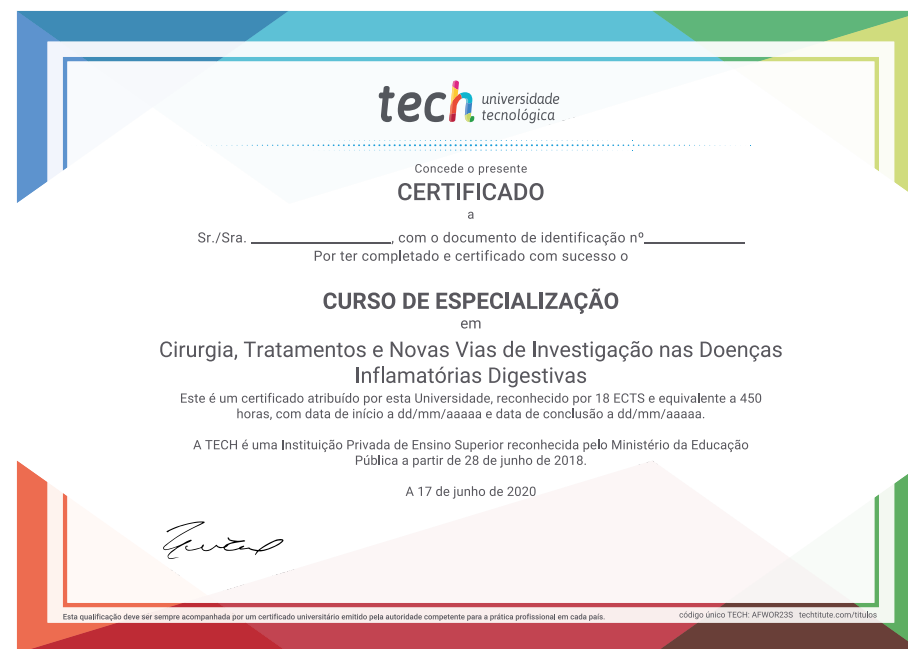 tech universidade
tecnológica
Concede o presente
CERTIFICADO
a
Sr./Sra. ________________, com o documento de identificação nº____________
Por ter completado e certificado com sucesso o
CURSO DE ESPECIALIZAÇÃO
em
Cirurgia, Tratamentos e Novas Vias de Investigação nas Doenças
Inflamatórias Digestivas
Este é um certificado atribuído por esta Universidade, reconhecido por 18 ECTS e equivalente a 450
horas, com data de início a dd/mm/aaaaa e data de conclusão a dd/mm/aaaaa.
A TECH é uma Instituição Privada de Ensino Superior reconhecida pelo Ministério da Educação
Pública a partir de 28 de junho de 2018.
A 17 de junho de 2020
Esta qualificação deve ser sempre acompanhada por um certificado universitário emitido pela autoridade competente para a prática profissional em cada país.
código único TECH: AFWOR23S techtitute.com/titulos